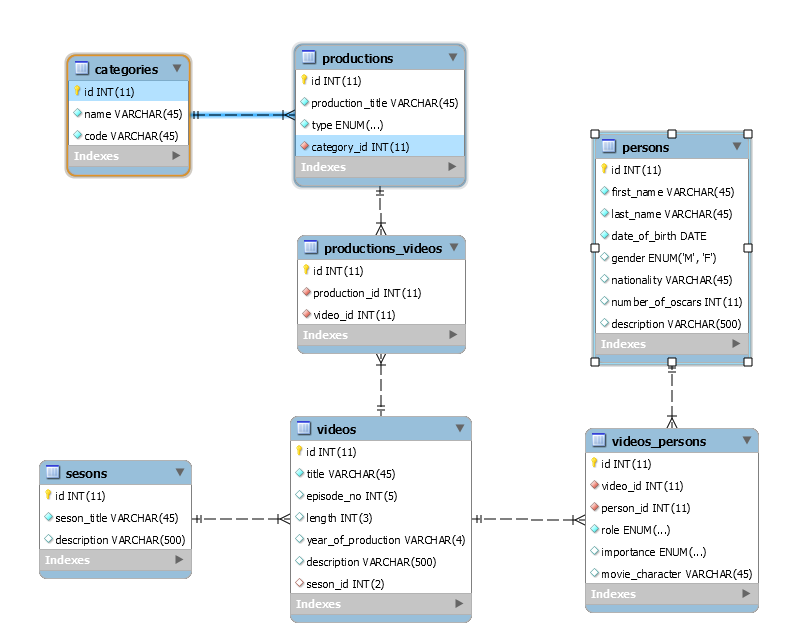 categories
id INT(11)
name VARCHAR(45)
code VARCHAR(45)
Indexes
productions
id INT(11)
production_title VARCHAR(45)
type ENUM(...)
category_id INT(11)
Indexes
persons
id INT(11)
first_name VARCHAR(45)
last_name VARCHAR(45)
date_of_birth DATE
gender ENUM('M', 'F')
nationality VARCHAR(45)
number_of_oscars INT(11)
description VARCHAR(500)
Indexes
productions_videos
id INT(11)
production_id INT(11)
video_id INT(11)
Indexes
sesons
id INT(11)
seson_title VARCHAR(45)
description VARCHAR(500)
Indexes
videos
id INT(11)
title VARCHAR(45)
episode_no INT(5)
length INT(3)
year_of_production VARCHAR(4)
description VARCHAR(500)
seson_id INT(2)
Indexes
videos_persons
id INT(11)
video_id INT(11)
person_id INT(11)
role ENUM(...)
importance ENUM(...)
movie_character VARCHAR(45)
Indexes